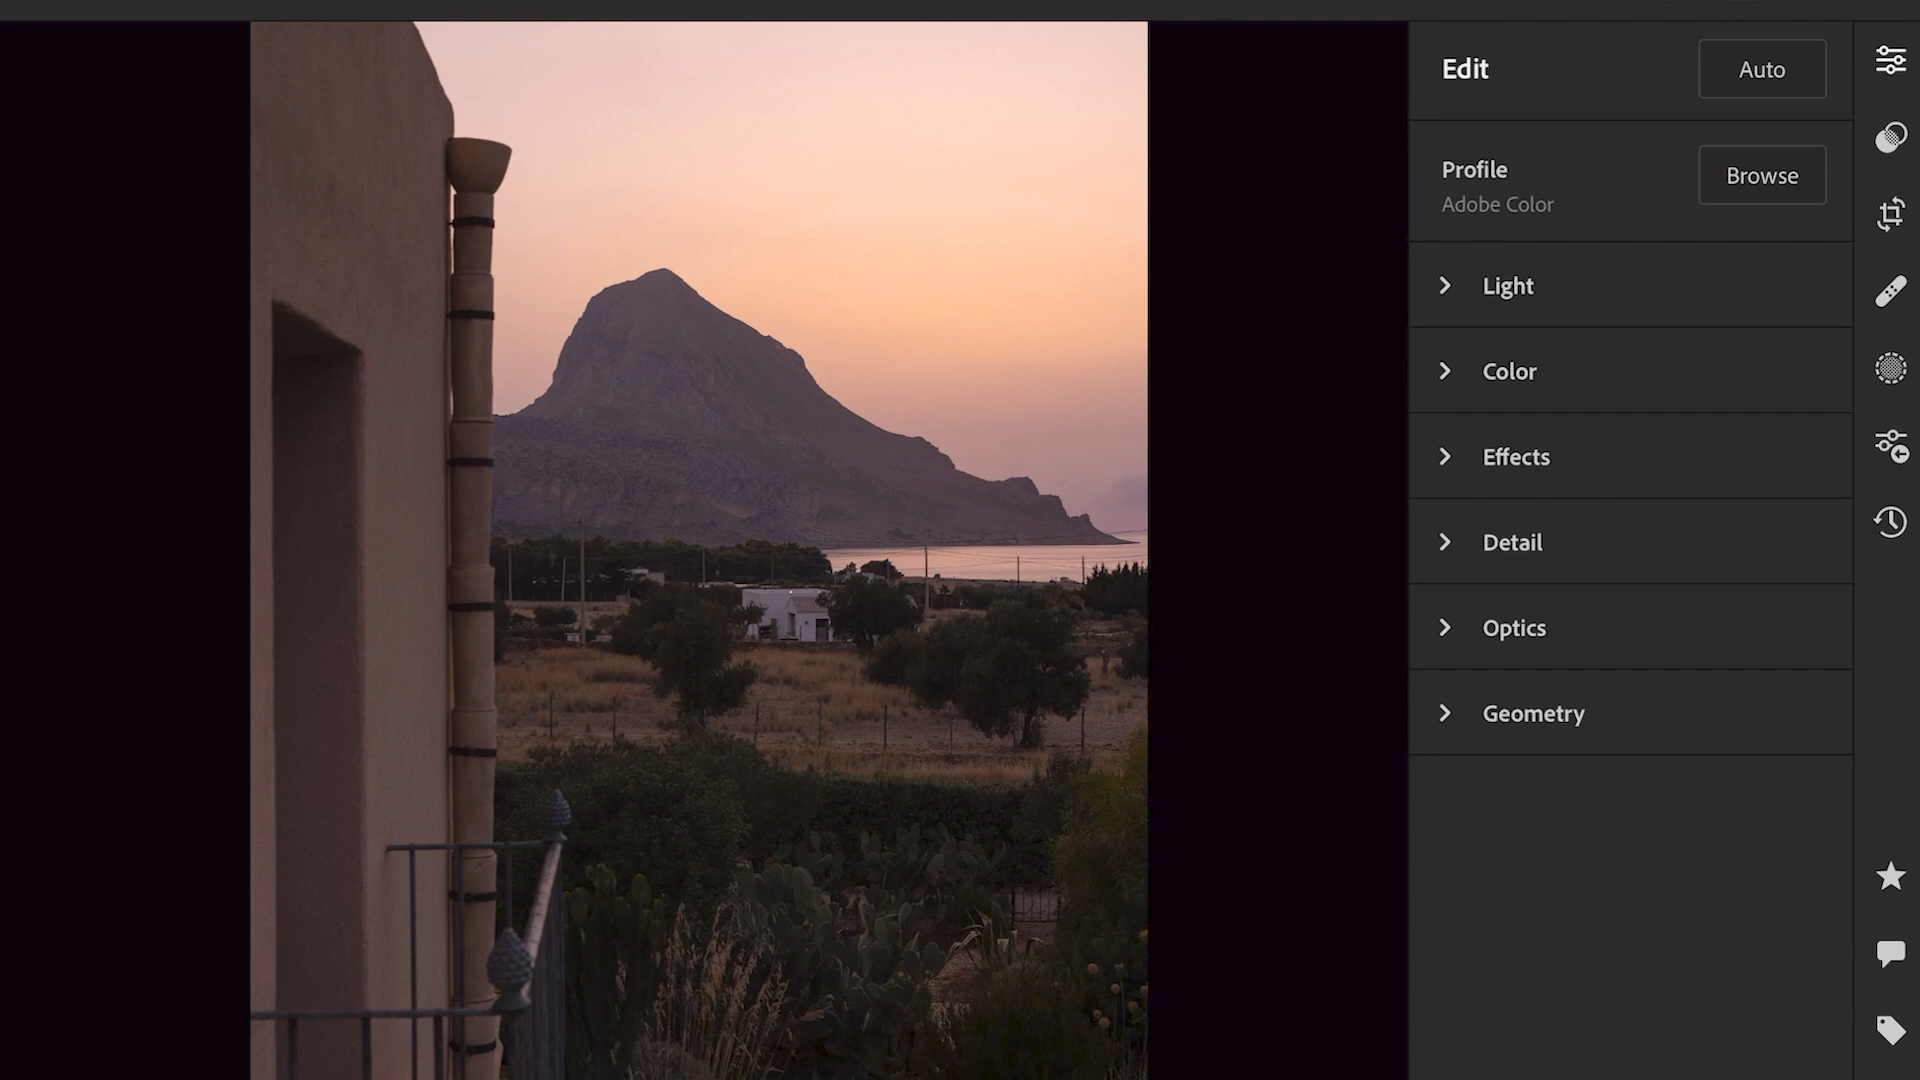 Edit
Auto
Profile
Browse
Adobe Color
Light
Color
Effects
Detail
Optics
Geometry